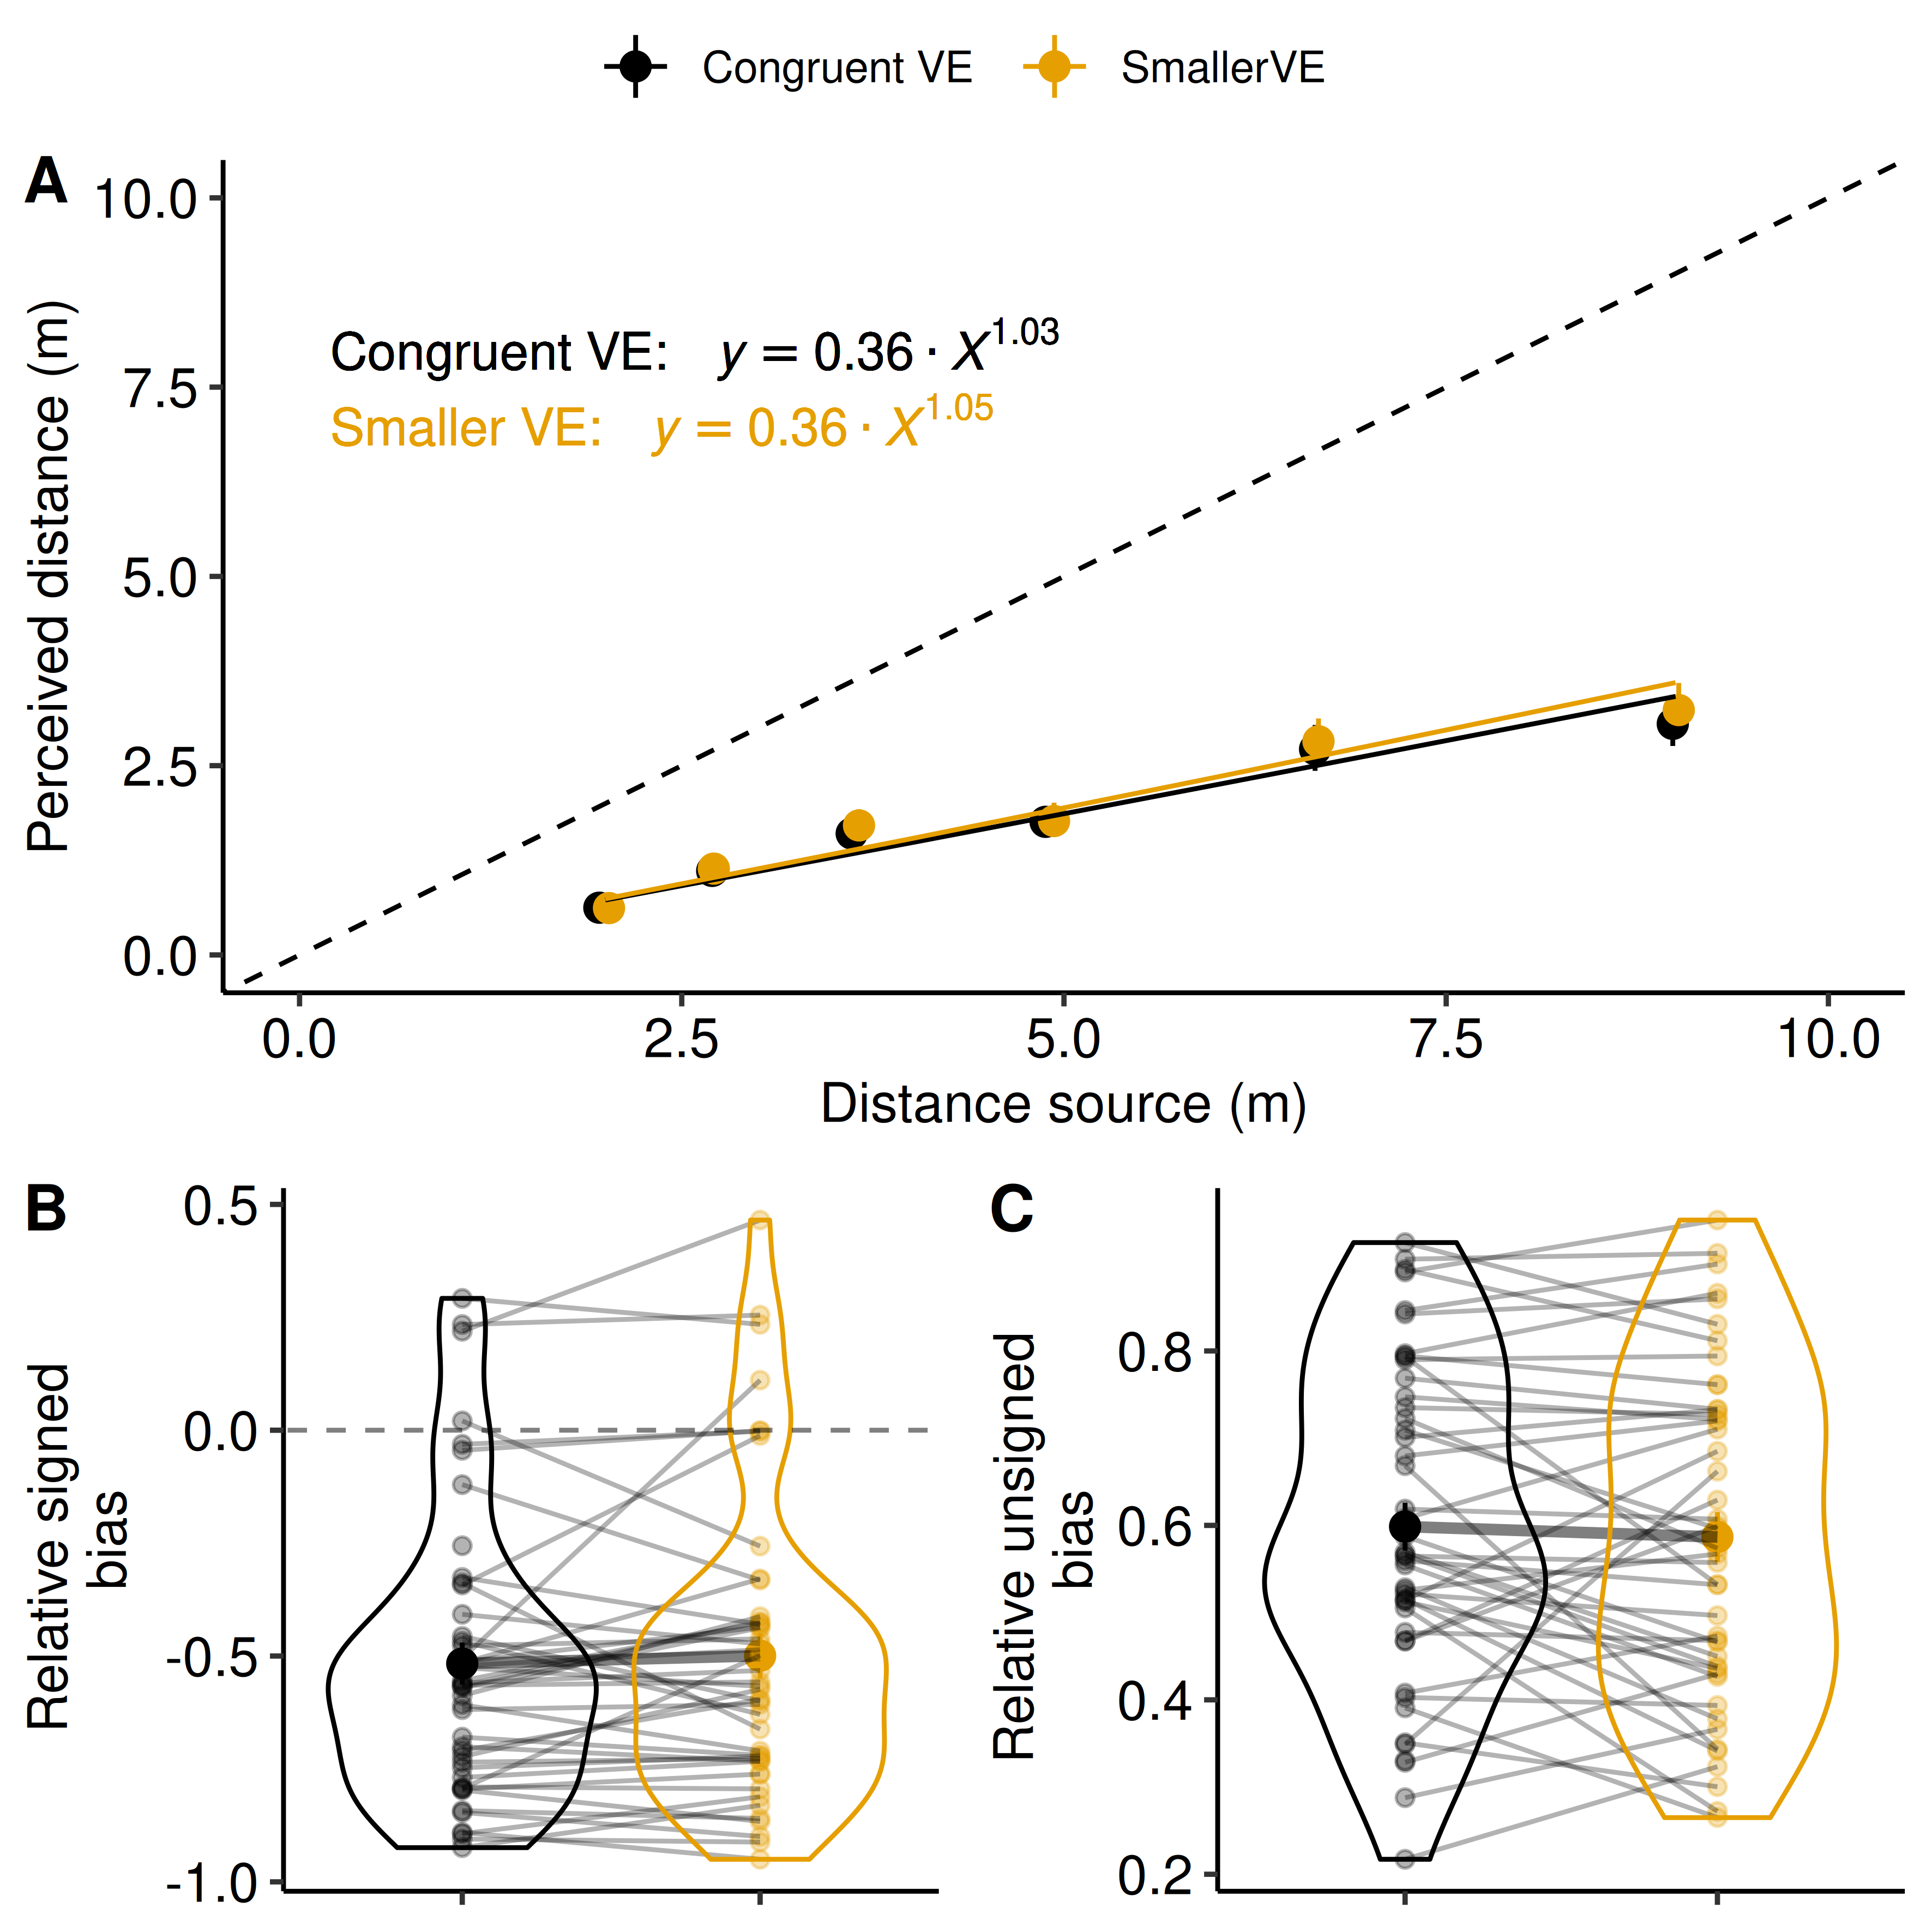 Congruent VE SmallerVE
A
10.0
7.5
5.0
2.5
0.0
Perceived distance (m)
Congruent VE: y = 0.36 · X^1.03
Smaller VE: y = 0.36 · X^1.05
0.0 2.5 5.0 7.5 10.0
Distance source (m)
B
0.5
0.0
-0.5
-1.0
Relative signed
bias
C
0.8
0.6
0.4
0.2
Relative unsigned
bias